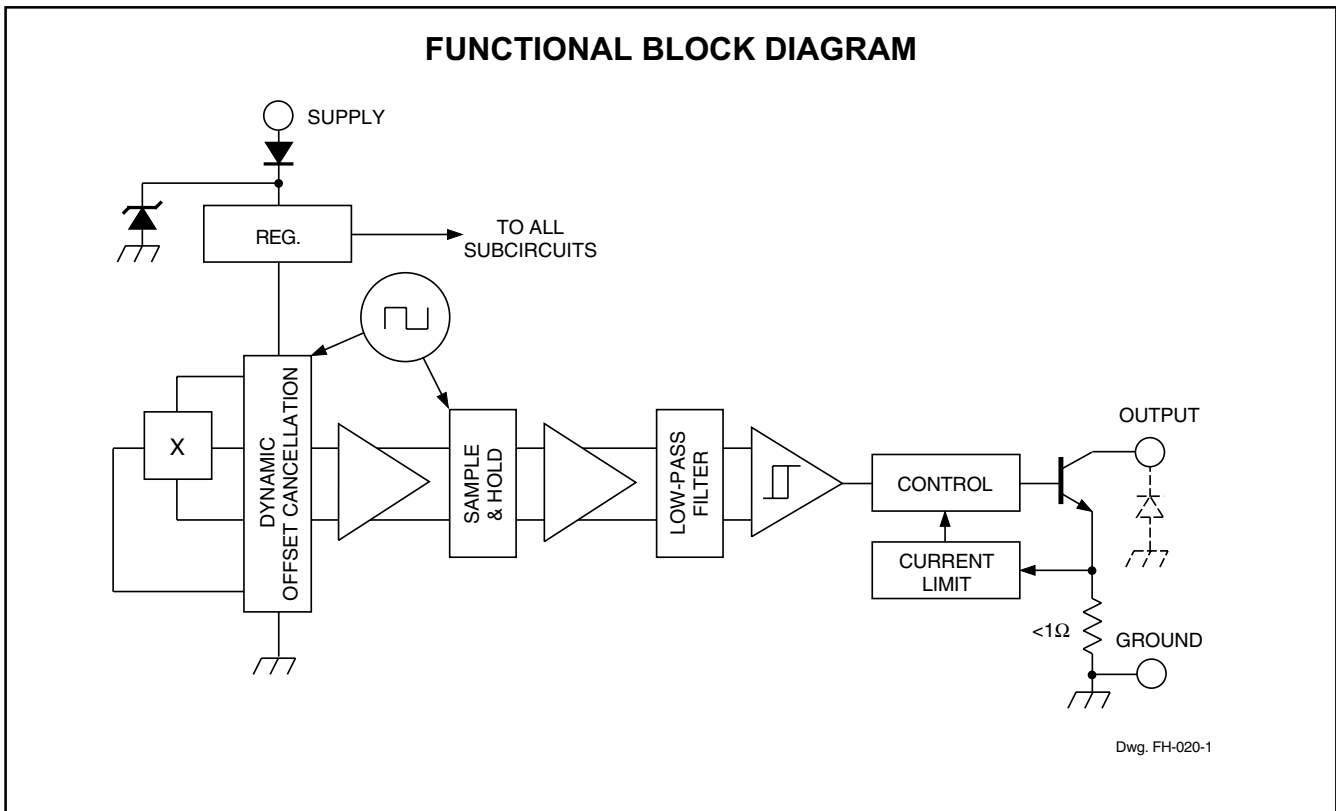 FUNCTIONAL BLOCK DIAGRAM
SUPPLY
REG.
TO ALL
SUBCIRCUITS
X
DYNAMIC
OFFSET CANCELLATION
SAMPLE
& HOLD
LOW-PASS
FILTER
CONTROL
CURRENT
LIMIT
OUTPUT
<1Ω
GROUND
Dwg. FH-020-1